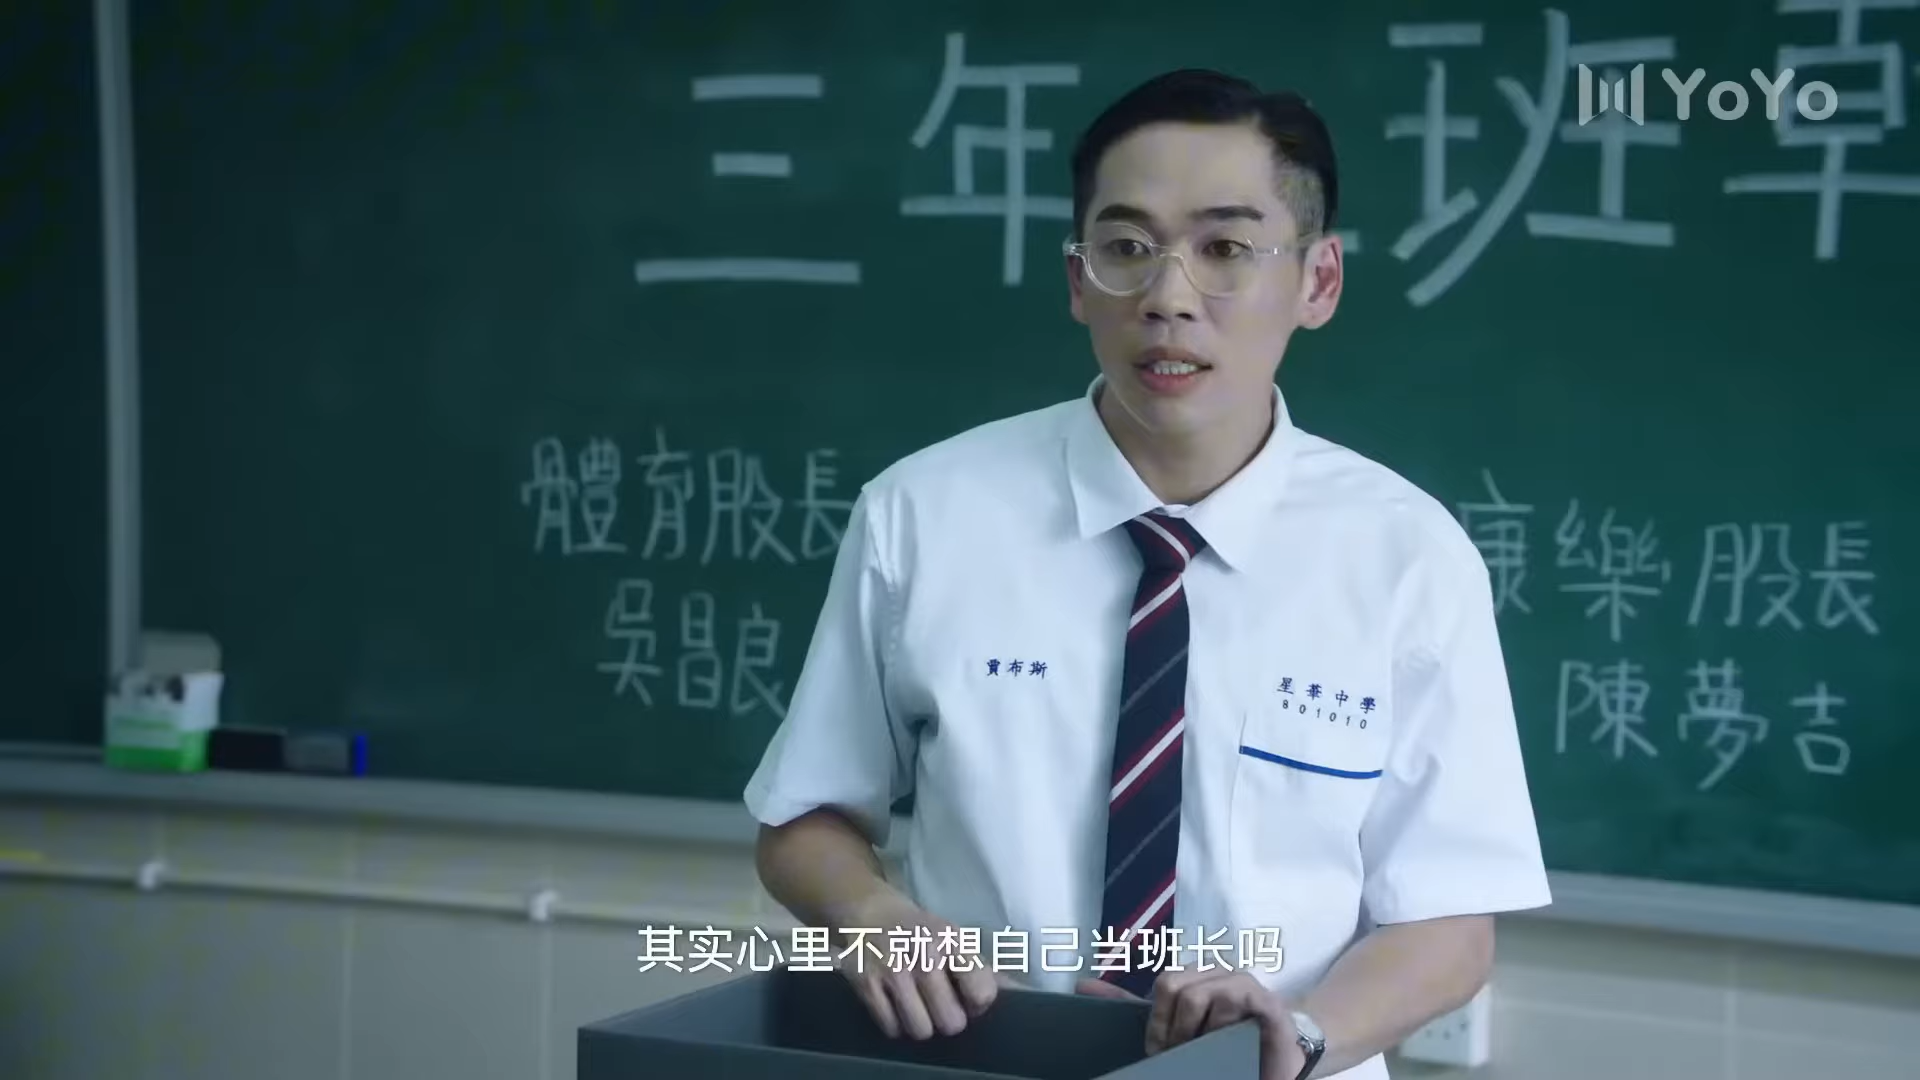 三年 班
YoYo
體育股長
吳昌良
康樂股長
陳夢吉
賈布斯
星華中學
801010
其实心里不就想自己当班长吗